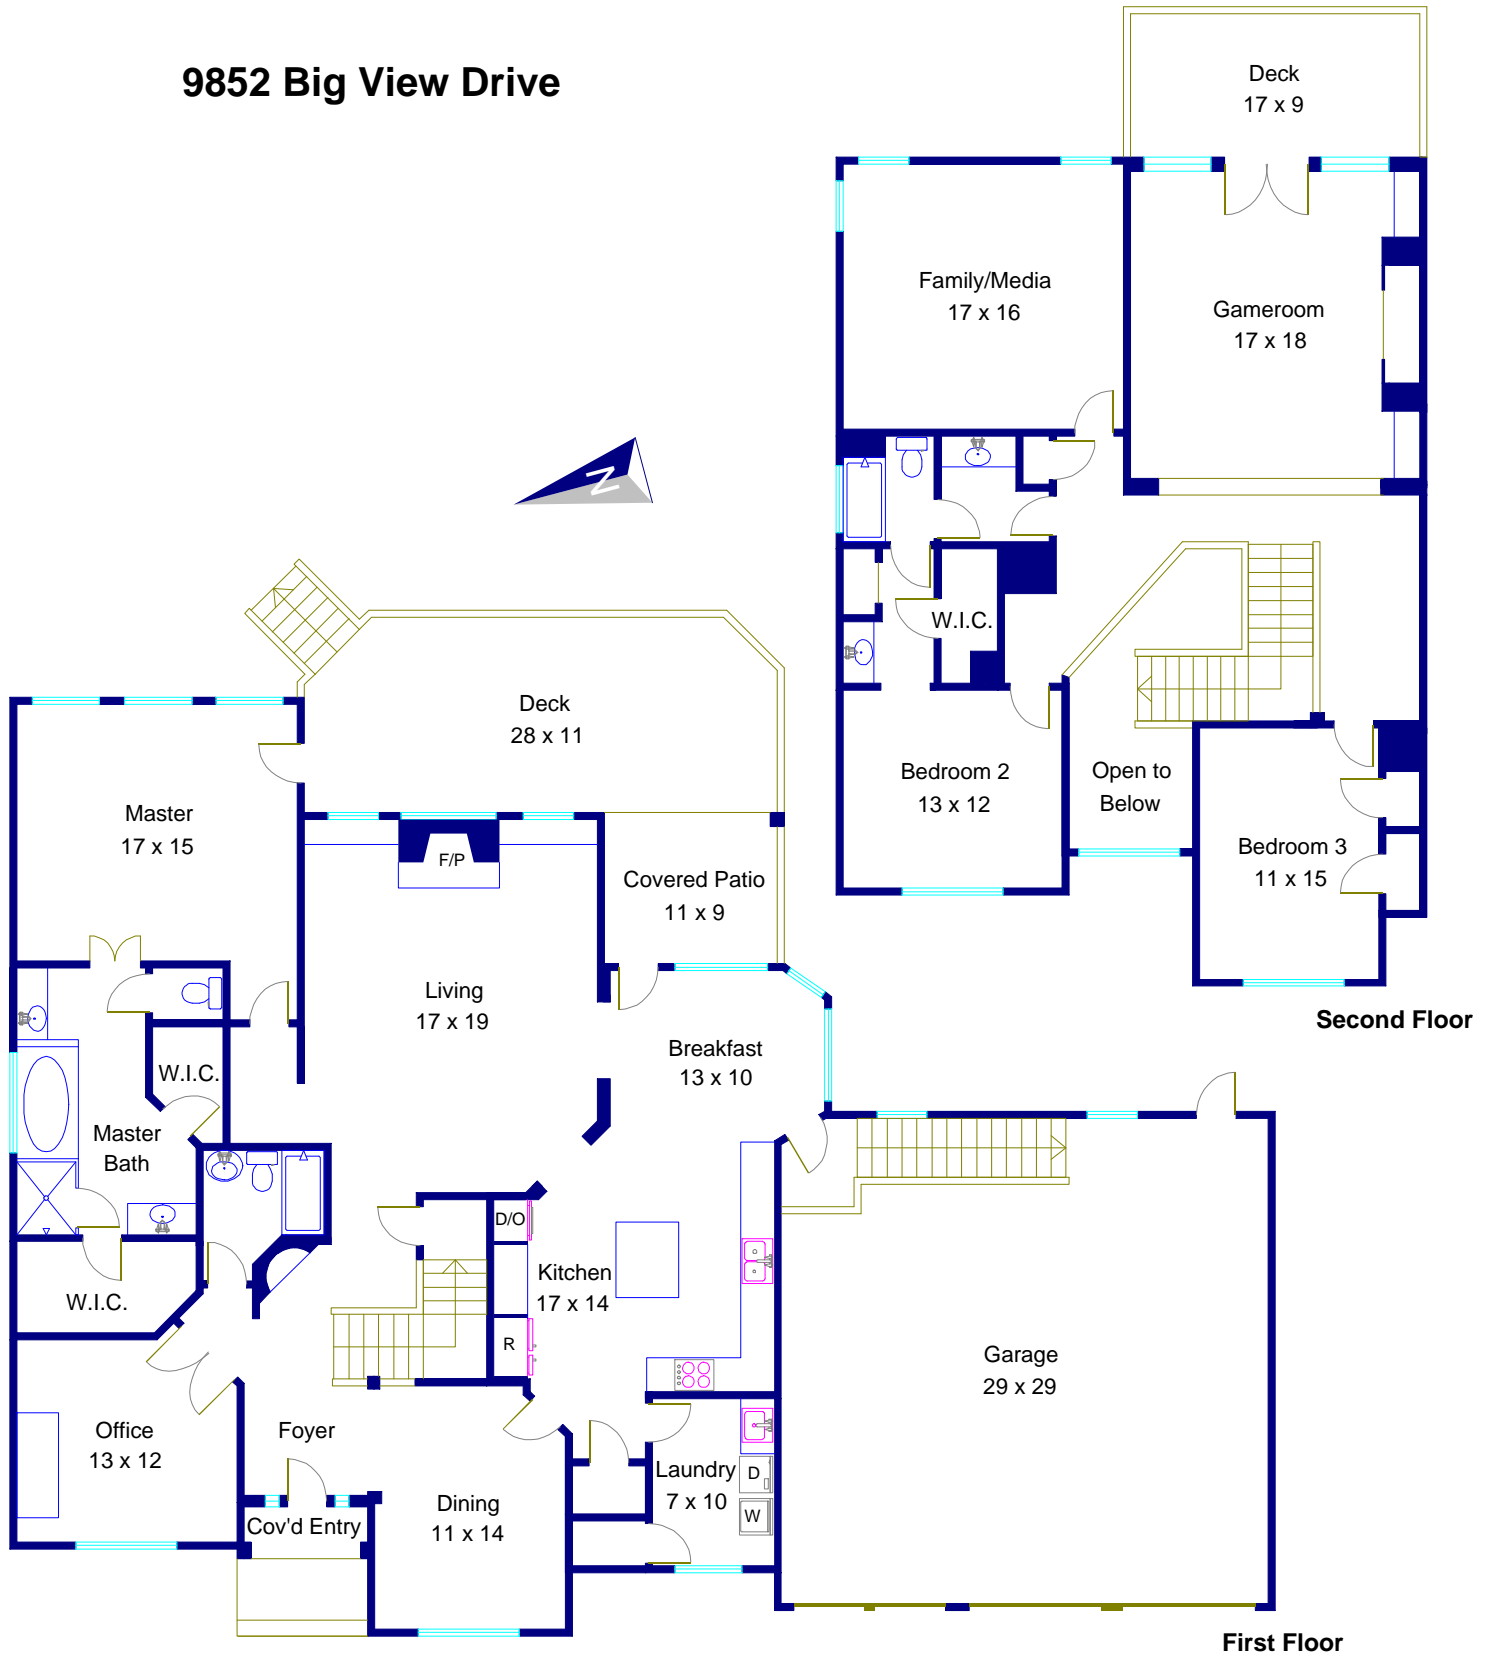 9852 Big View Drive
Deck
17 x 9
Family/Media
17 x 16
Gameroom
17 x 18
N
W.I.C.
Bedroom 2
13 x 12
Open to
Below
Bedroom 3
11 x 15
Second Floor
Deck
28 x 11
Master
17 x 15
F/P
Covered Patio
11 x 9
Living
17 x 19
Breakfast
13 x 10
W.I.C.
Master
Bath
D/O
Kitchen
17 x 14
W.I.C.
R
Garage
29 x 29
Office
13 x 12
Foyer
Laundry
7 x 10
D
W
Dining
11 x 14
Cov'd Entry
First Floor